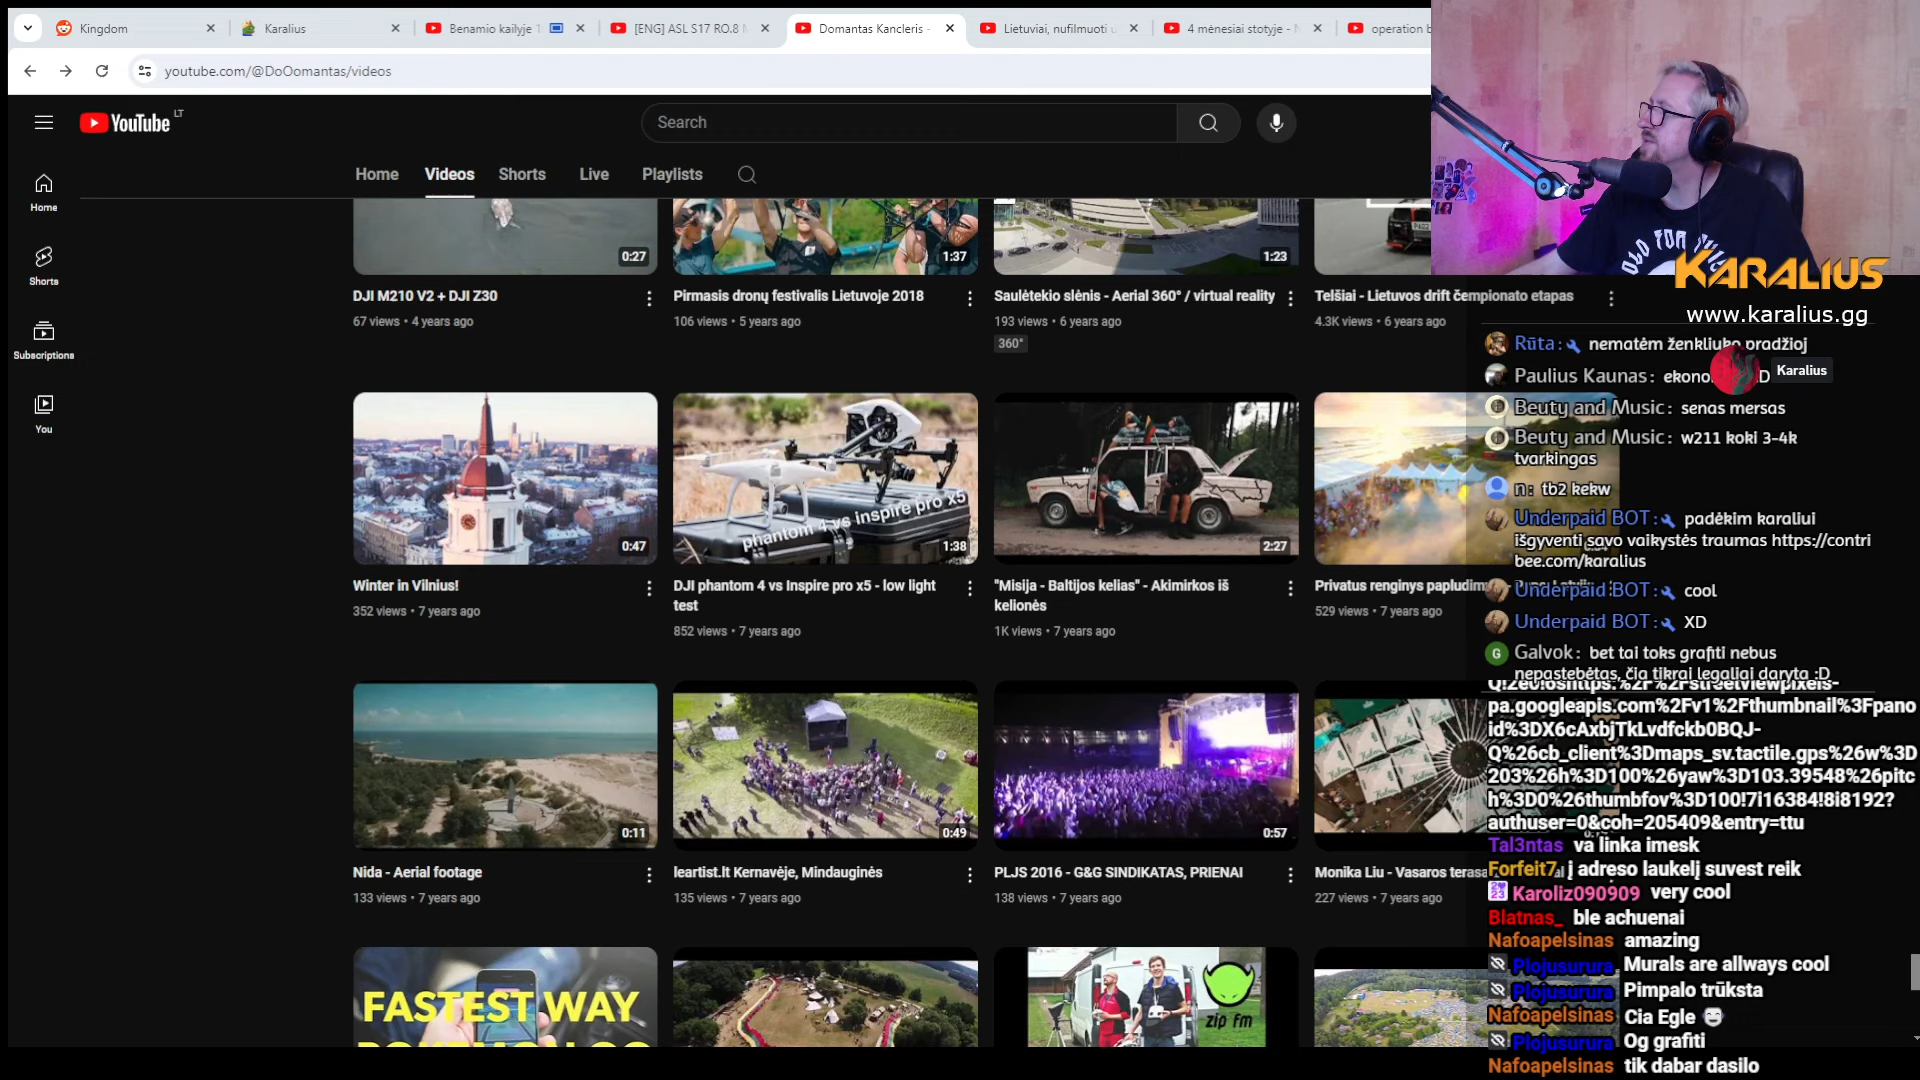 Kingdom
Karalius
Benamio kailyje 1
[ENG] ASL S17 RO.8
Domantas Kancleris -
Lietuviai, nufilmuoti u
4 mėnesiai stotyje -
operation b
youtube.com/@DoOomantas/videos
YouTube LT
Search
Home
Videos
Shorts
Live
Playlists
Home
Shorts
Subscriptions
You
0:27
1:37
1:23
DJI M210 V2 + DJI Z30
67 views • 4 years ago
Pirmasis dronų festivalis Lietuvoje 2018
106 views • 5 years ago
Saulėtekio slėnis - Aerial 360° / virtual reality
193 views • 6 years ago
360°
Telšiai - Lietuvos drift čempionato etapas
4.3K views • 6 years ago
phantom 4 vs inspire pro x5
0:47
1:38
2:27
Winter in Vilnius!
352 views • 7 years ago
DJI phantom 4 vs Inspire pro x5 - low light
test
852 views • 7 years ago
"Misija - Baltijos kelias" - Akimirkos iš
kelionės
1K views • 7 years ago
Privatus renginys papludim
529 views • 7 years ago
0:11
0:49
0:57
Nida - Aerial footage
133 views • 7 years ago
leartist.lt Kernavėje, Mindauginės
135 views • 7 years ago
PLJS 2016 - G&G SINDIKATAS, PRIENAI
138 views • 7 years ago
Monika Liu - Vasaros terasa
227 views • 7 years ago
FASTEST WAY
zip fm
KARALIUS
www.karalius.gg
Rūta: nematėm ženkliuko pradžioj
Paulius Kaunas: ekono
Karalius
Beuty and Music: senas mersas
Beuty and Music: w211 koki 3-4k
tvarkingas
n: tb2 kekw
Underpaid BOT: padėkim karaliui
išgyventi savo vaikystės traumas https://contri
bee.com/karalius
Underpaid BOT: cool
Underpaid BOT: XD
Galvok: bet tai toks grafiti nebus
nepastebėtas, čia tikrai legaliai daryta :D
pa.googleapis.com%2Fv1%2Fthumbnail%3Fpano
id%3DX6cAxbjTkLvdfckb0BQJ-
Q%26cb_client%3Dmaps_sv.tactile.gps%26w%3D
203%26h%3D100%26yaw%3D103.39548%26pitc
h%3D0%26thumbfov%3D100!7i16384!8i8192?
authuser=0&coh=205409&entry=ttu
Tal3ntas va linka imesk
Forfeit7 į adreso laukelį suvest reik
Karoliz090909 very cool
Blatnas_ ble achuenai
Nafoapelsinas amazing
Plojusurura Murals are allways cool
Plojusurura Pimpalo trūksta
Nafoapelsinas Cia Egle
Plojusurura Og grafiti
Nafoapelsinas tik dabar dasilo